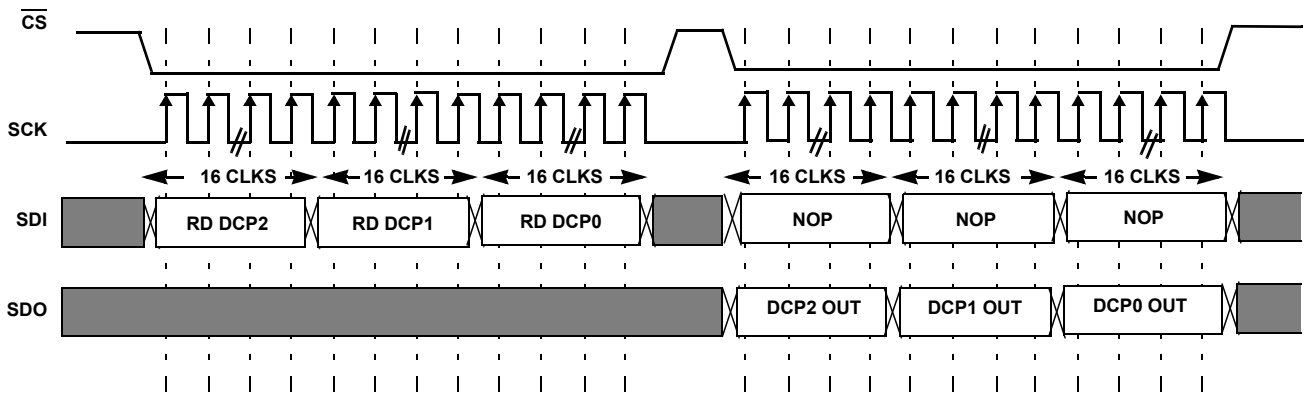 CS
SCK
16 CLKS 16 CLKS 16 CLKS 16 CLKS 16 CLKS 16 CLKS
SDI RD DCP2 RD DCP1 RD DCP0 NOP NOP NOP
SDO DCP2 OUT DCP1 OUT DCP0 OUT